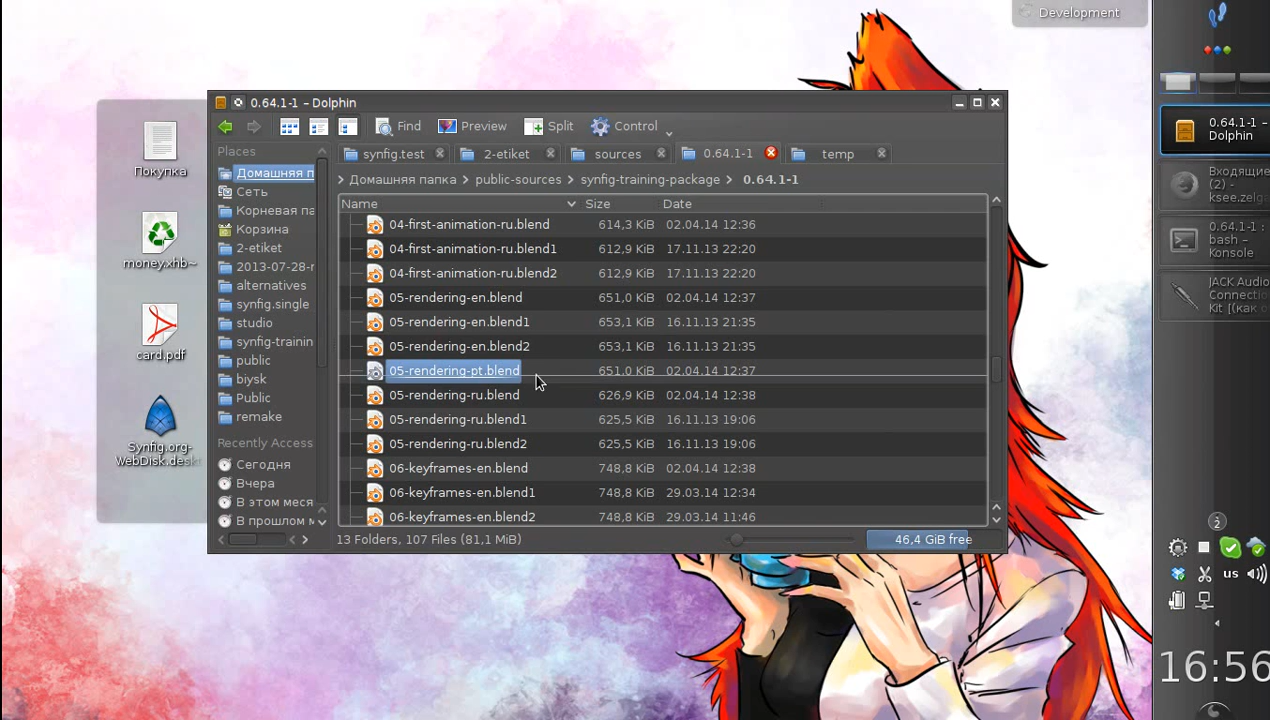 Development
0.64.1-1 – Dolphin
Find Preview Split Control
synfig.test 2-etiket sources 0.64.1-1 temp
Домашняя папка public-sources synfig-training-package 0.64.1-1
Places
Домашняя п
Сеть
Корневая па
Корзина
2-etiket
2013-07-28-r
alternatives
synfig.single
studio
synfig-trainin
public
biysk
Public
remake
Recently Access
Сегодня
Вчера
В этом меся
В прошлом м
Name Size Date
04-first-animation-ru.blend 614,3 KiB 02.04.14 12:36
04-first-animation-ru.blend1 612,9 KiB 17.11.13 22:20
04-first-animation-ru.blend2 612,9 KiB 17.11.13 22:20
05-rendering-en.blend 651,0 KiB 02.04.14 12:37
05-rendering-en.blend1 653,1 KiB 16.11.13 21:35
05-rendering-en.blend2 653,1 KiB 16.11.13 21:35
05-rendering-pt.blend 651,0 KiB 02.04.14 12:37
05-rendering-ru.blend 626,9 KiB 02.04.14 12:38
05-rendering-ru.blend1 625,5 KiB 16.11.13 19:06
05-rendering-ru.blend2 625,5 KiB 16.11.13 19:06
06-keyframes-en.blend 748,8 KiB 02.04.14 12:38
06-keyframes-en.blend1 748,8 KiB 29.03.14 12:34
06-keyframes-en.blend2 748,8 KiB 29.03.14 11:46
13 Folders, 107 Files (81,1 MiB) 46,4 GiB free
Покупка
money.xhb~
card.pdf
Synfig.org-
WebDisk.desk
0.64.1-1 –
Dolphin
Входящие
(2) -
ksee.zelg
0.64.1-1 :
bash –
Konsole
JACK Audio
Connection
Kit [(как с
2
us
16:56